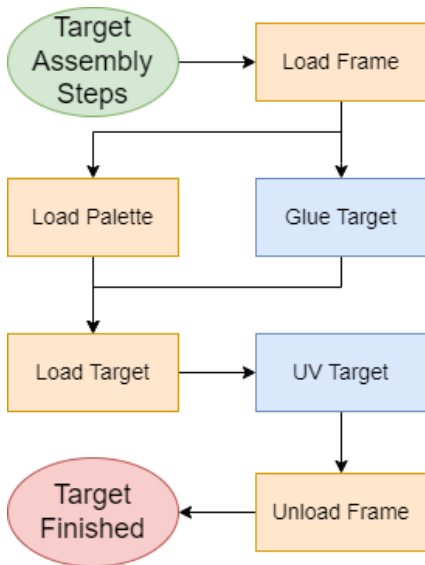 Target
Assembly
Steps
Load Frame
Load Palette
Glue Target
Load Target
UV Target
Target
Finished
Unload Frame